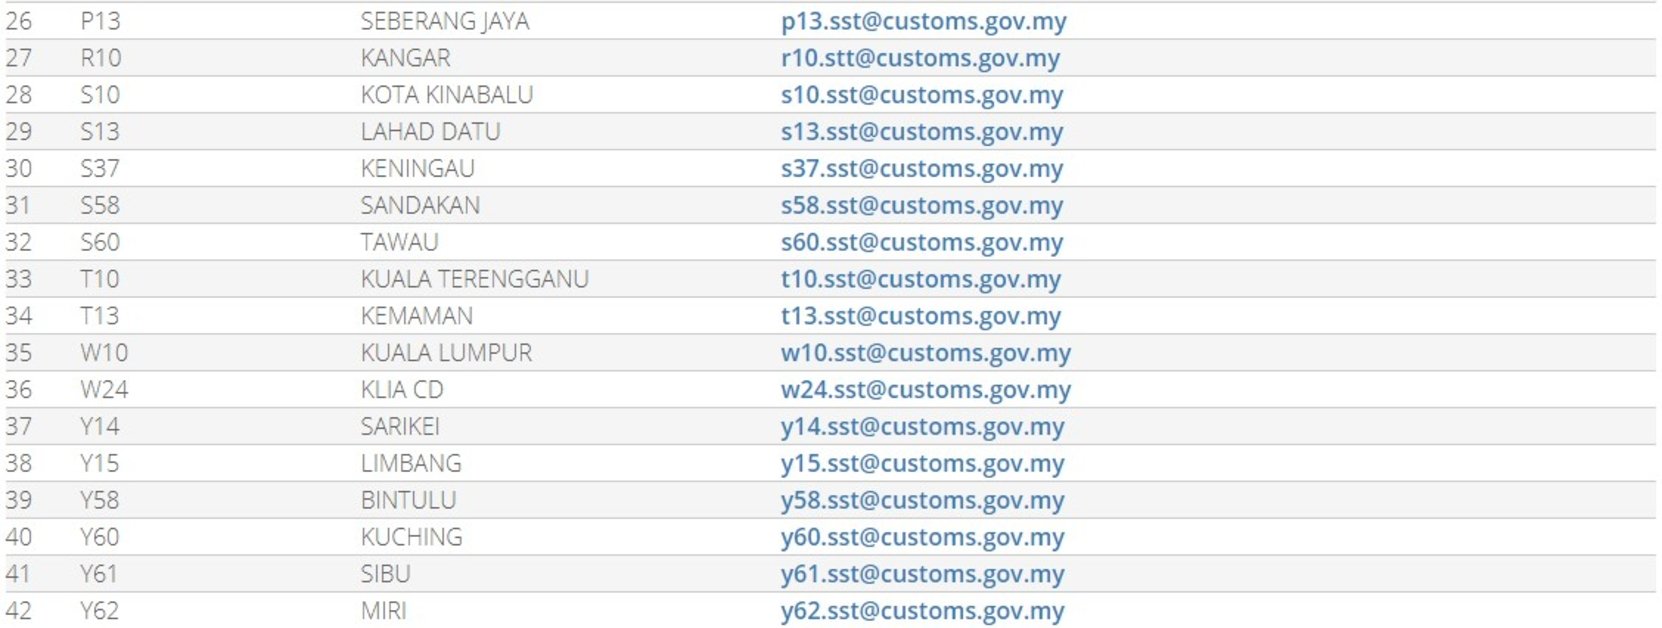 26 P13 SEBERANG JAYA p13.sst@customs.gov.my
27 R10 KANGAR r10.stt@customs.gov.my
28 S10 KOTA KINABALU s10.sst@customs.gov.my
29 S13 LAHAD DATU s13.sst@customs.gov.my
30 S37 KENINGAU s37.sst@customs.gov.my
31 S58 SANDAKAN s58.sst@customs.gov.my
32 S60 TAWAU s60.sst@customs.gov.my
33 T10 KUALA TERENGGANU t10.sst@customs.gov.my
34 T13 KEMAMAN t13.sst@customs.gov.my
35 W10 KUALA LUMPUR w10.sst@customs.gov.my
36 W24 KLIA CD w24.sst@customs.gov.my
37 Y14 SARIKEI y14.sst@customs.gov.my
38 Y15 LIMBANG y15.sst@customs.gov.my
39 Y58 BINTULU y58.sst@customs.gov.my
40 Y60 KUCHING y60.sst@customs.gov.my
41 Y61 SIBU y61.sst@customs.gov.my
42 Y62 MIRI y62.sst@customs.gov.my